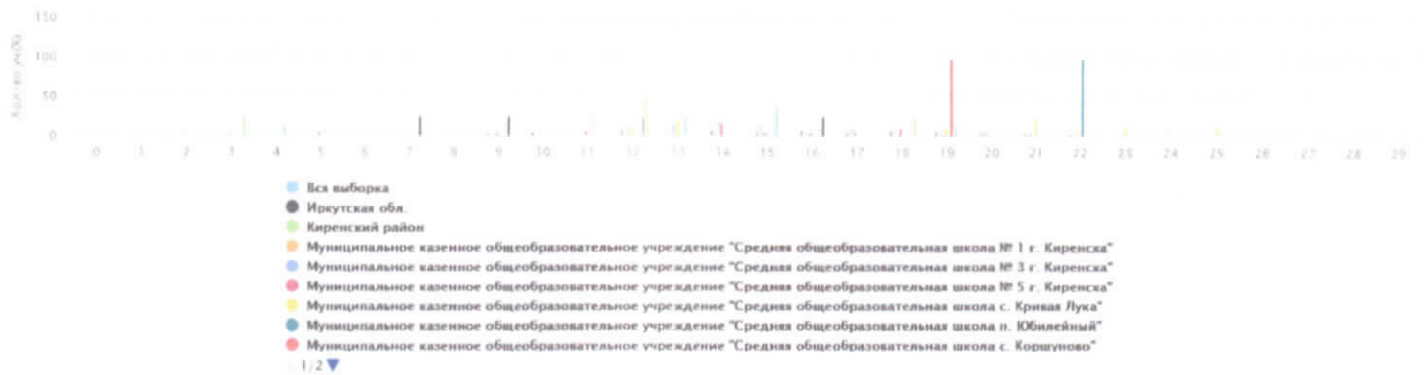 150
Кол-во уч(%)
100
50
0
0 1 2 3 4 5 7 8 9 10 11 12 13 14 15 16 17 18 19 20 21 22 23 24 25 26 27 28 29
Вся выборка
Иркутская обл.
Киренский район
Муниципальное казенное общеобразовательное учреждение "Средняя общеобразовательная школа № 1 г. Киренска"
Муниципальное казенное общеобразовательное учреждение "Средняя общеобразовательная школа № 3 г. Киренска"
Муниципальное казенное общеобразовательное учреждение "Средняя общеобразовательная школа № 5 г. Киренска"
Муниципальное казенное общеобразовательное учреждение "Средняя общеобразовательная школа с. Кривая Лука"
Муниципальное казенное общеобразовательное учреждение "Средняя общеобразовательная школа п. Юбилейный"
Муниципальное казенное общеобразовательное учреждение "Средняя общеобразовательная школа с. Коршуново"
1/2